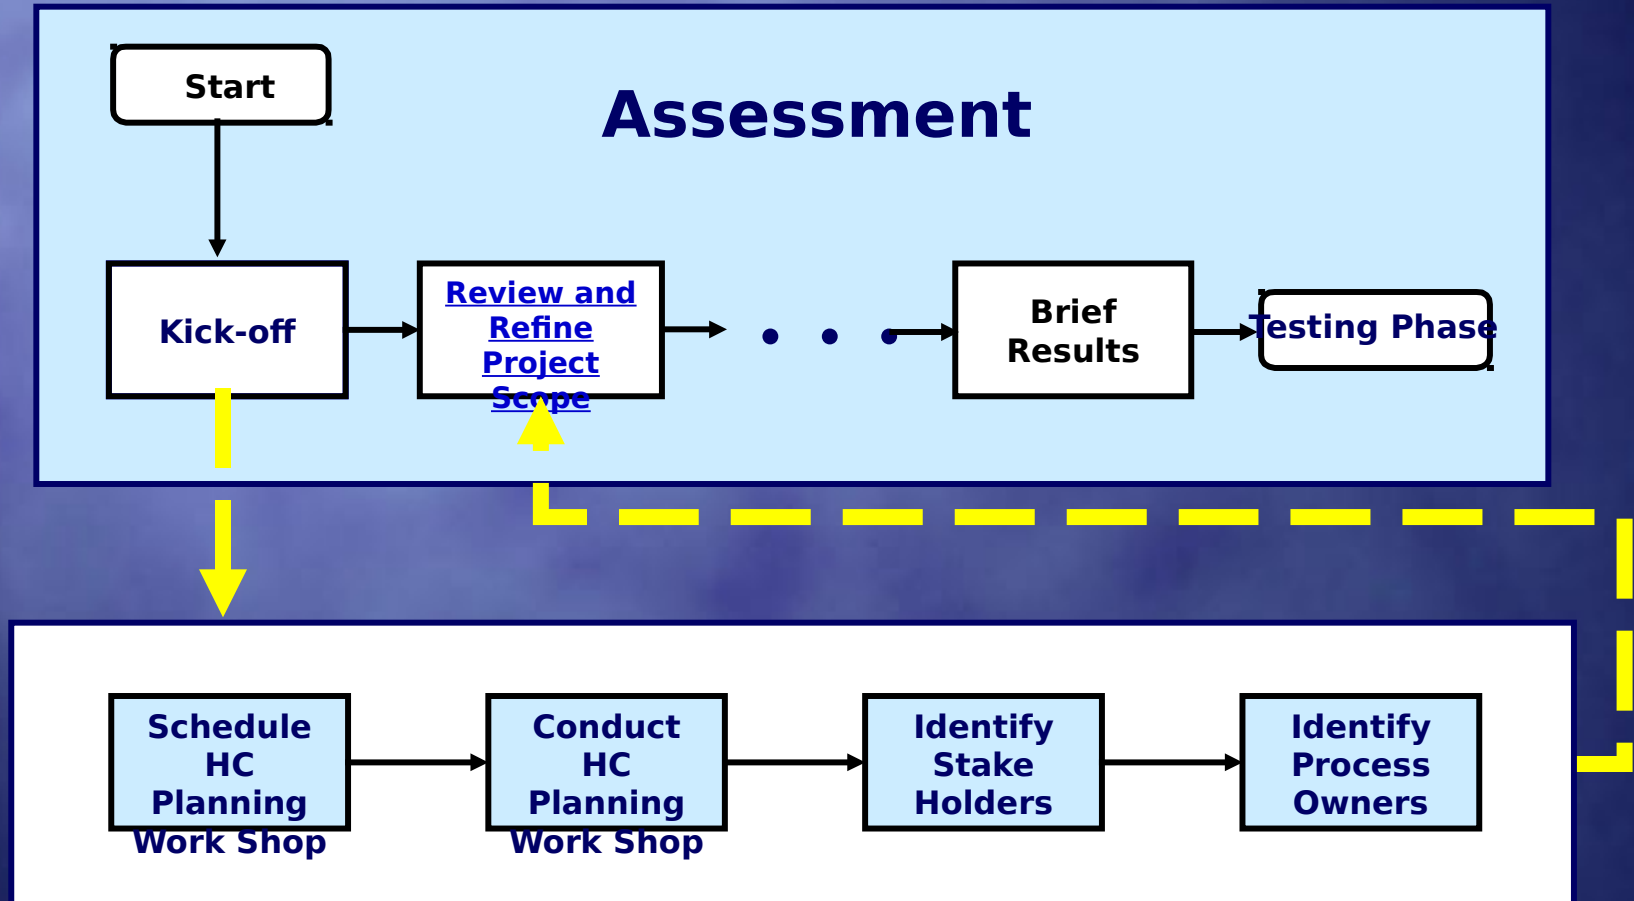 Start
Assessment
Kick-off
Review and
Refine
Project
Scope
• • •
Brief
Results
Testing Phase
Schedule
HC
Planning
Work Shop
Conduct
HC
Planning
Work Shop
Identify
Stake
Holders
Identify
Process
Owners